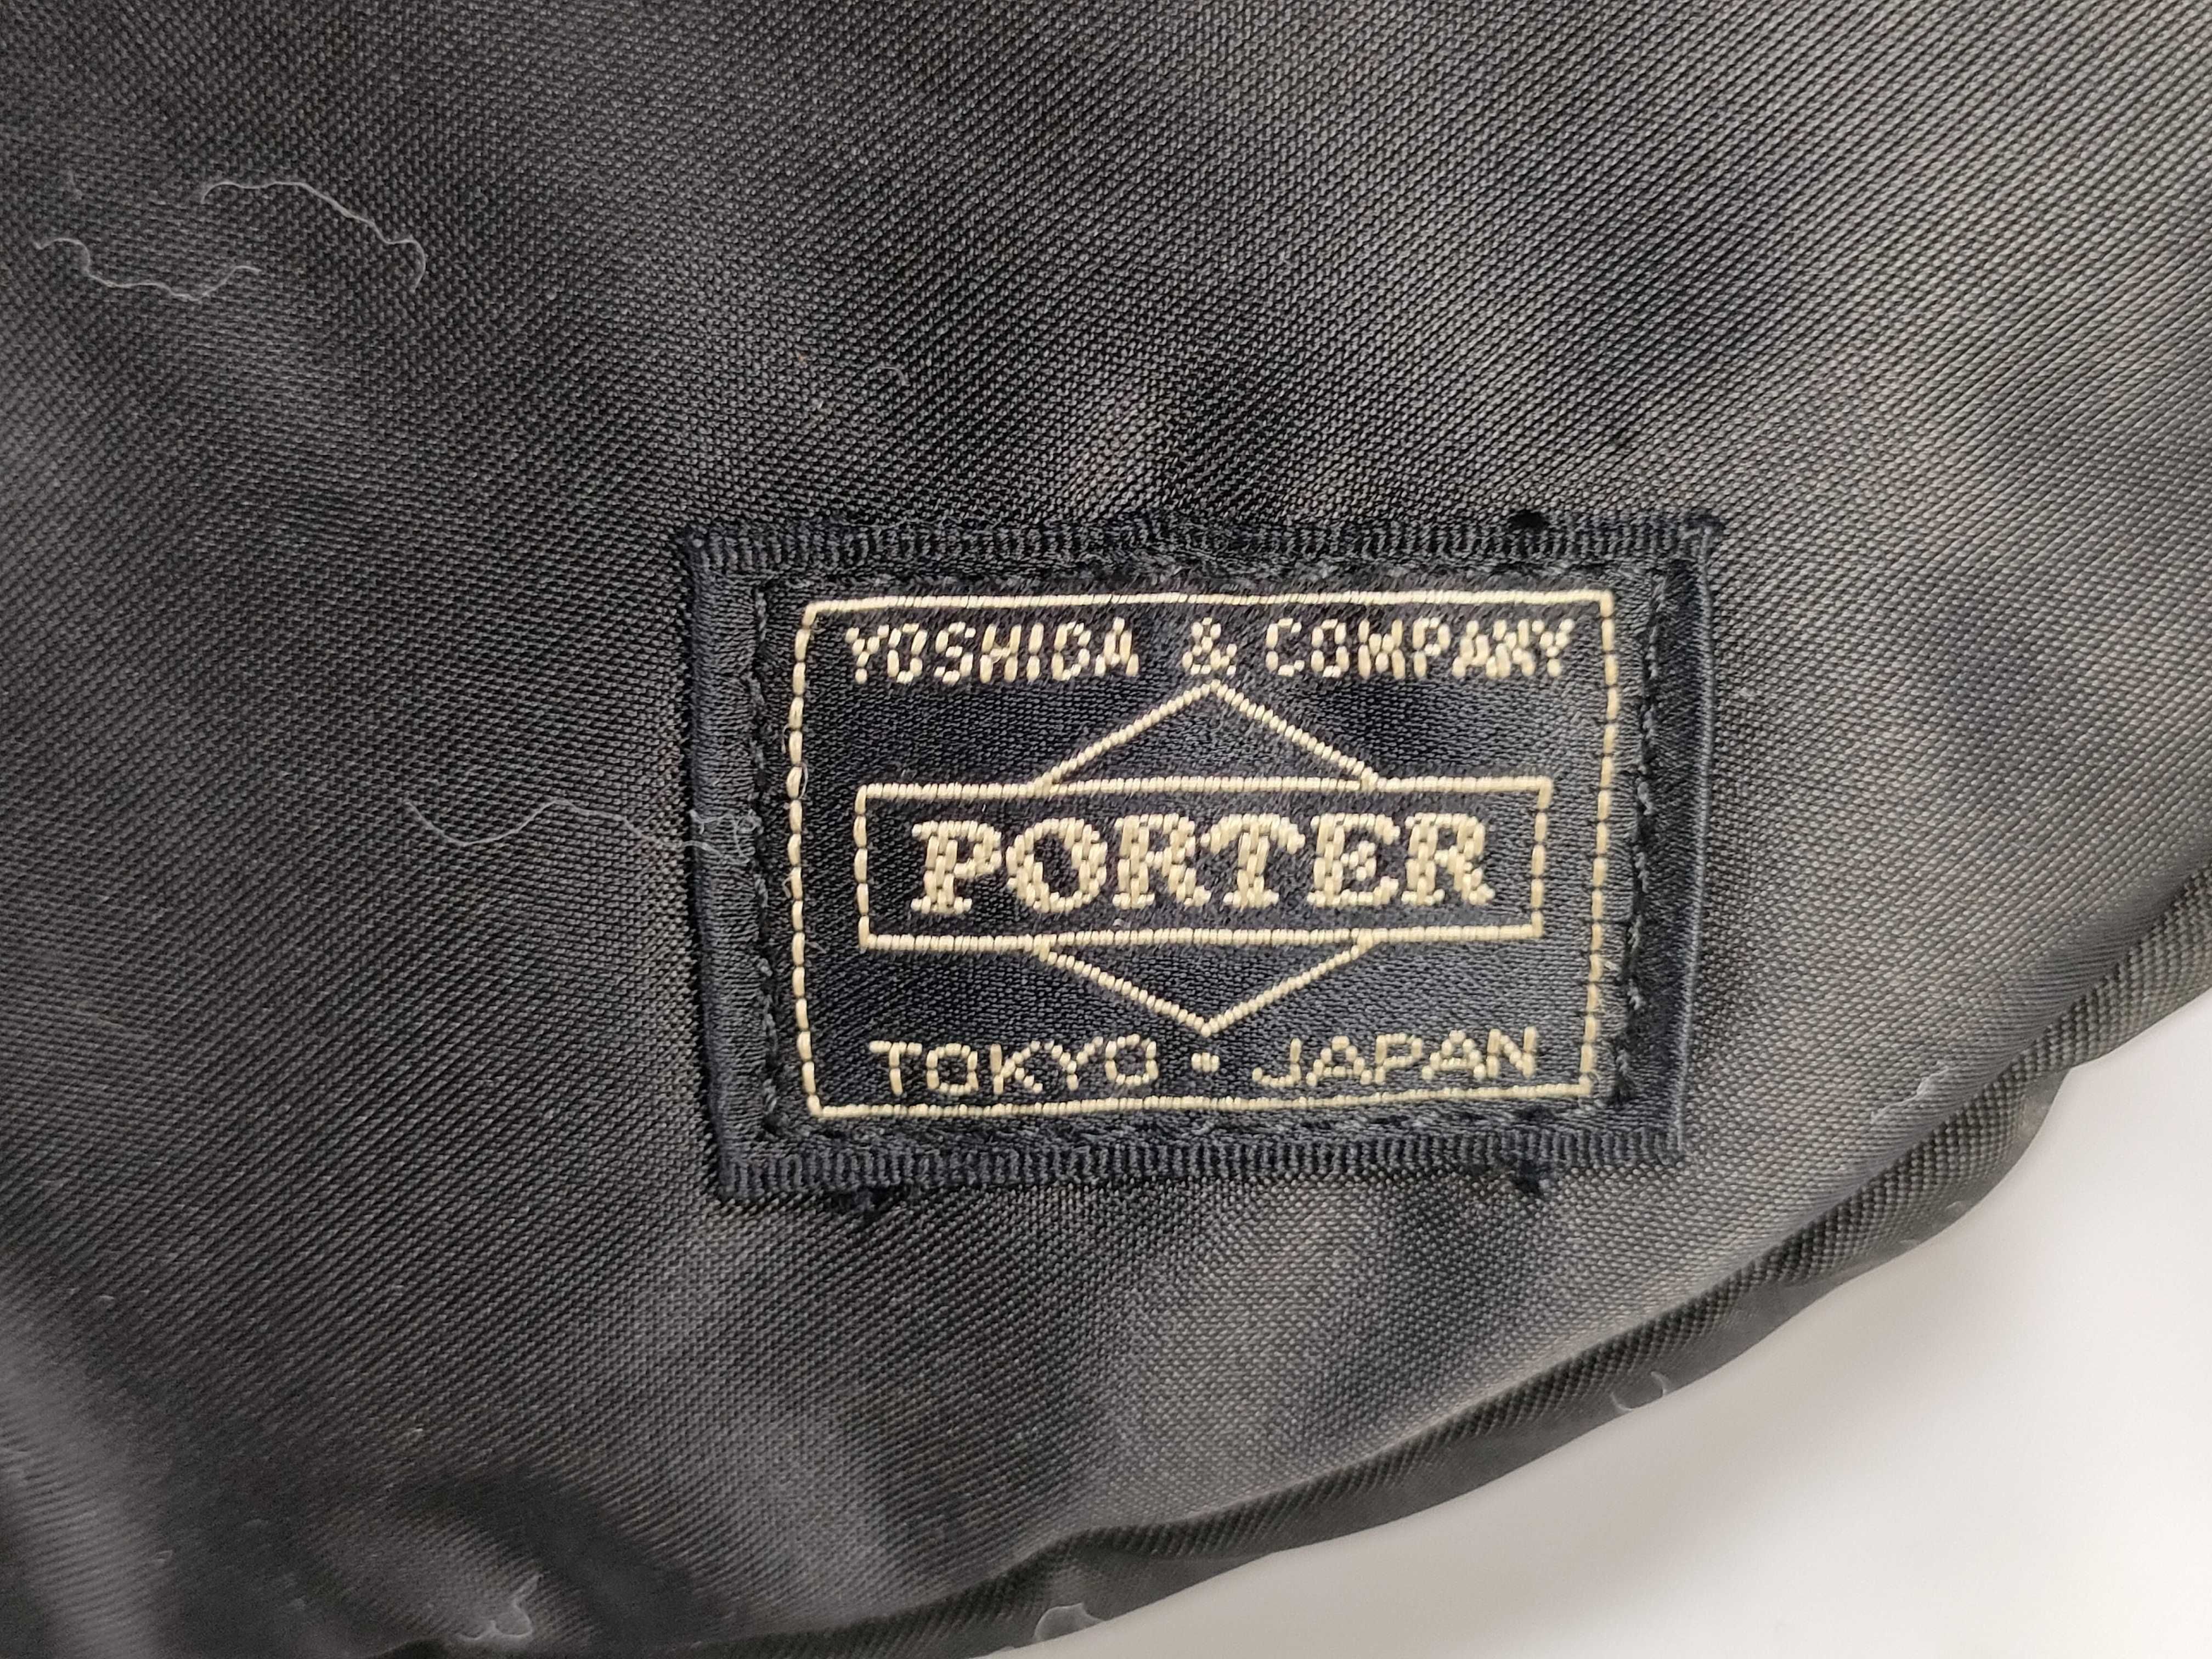 YOSHIDA & COMPANY
PORTER
TOKYO • JAPAN